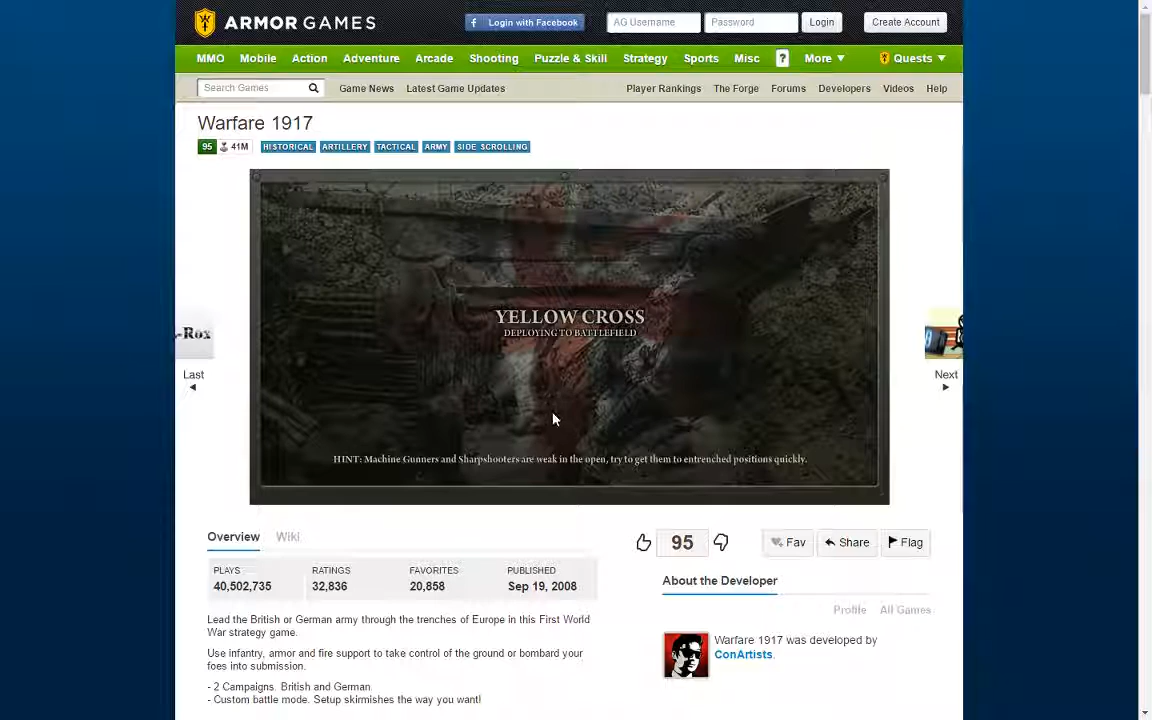 ARMOR GAMES
f Login with Facebook
AG Username
Password
Login
Create Account
MMO Mobile Action Adventure Arcade Shooting Puzzle & Skill Strategy Sports Misc ? More ▼ Quests ▼
Search Games
Game News Latest Game Updates Player Rankings The Forge Forums Developers Videos Help
Warfare 1917
95 41M HISTORICAL ARTILLERY TACTICAL ARMY SIDE SCROLLING
YELLOW CROSS
DEPLOYING TO BATTLEFIELD
-Rox
Last
Next
HINT: Machine Gunners and Sharpshooters are weak in the open, try to get them to entrenched positions quickly.
Overview Wiki
95
Fav
Share
Flag
PLAYS RATINGS FAVORITES PUBLISHED
40,502,735 32,836 20,858 Sep 19, 2008
About the Developer
Profile All Games
Lead the British or German army through the trenches of Europe in this First World
War strategy game.
Use infantry, armor and fire support to take control of the ground or bombard your
foes into submission.
- 2 Campaigns. British and German.
- Custom battle mode. Setup skirmishes the way you want!
Warfare 1917 was developed by
ConArtists.